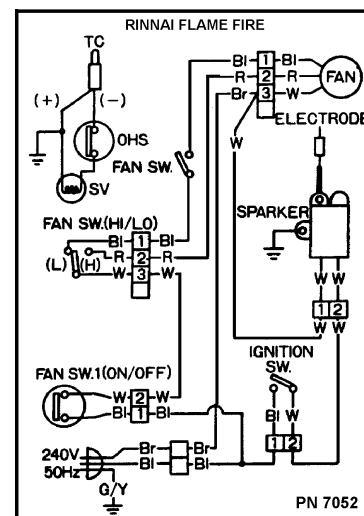 RINNAI FLAME FIRE
TC
(+) (-)
OHS
SV
FAN SW.
Bl 1 Bl
R 2 R
Br 3 W
FAN
W
ELECTRODE
SPARKER
FAN SW.(HI/LO)
Bl 1 Bl
(L) (H) R 2 R
W 3 W
W W
1 2
W W
IGNITION
SW.
FAN SW.1(ON/OFF)
W 2 W
Bl 1 Bl
Bl W
1 2
240V Br Br
50Hz Bl Bl
G/Y
PN 7052